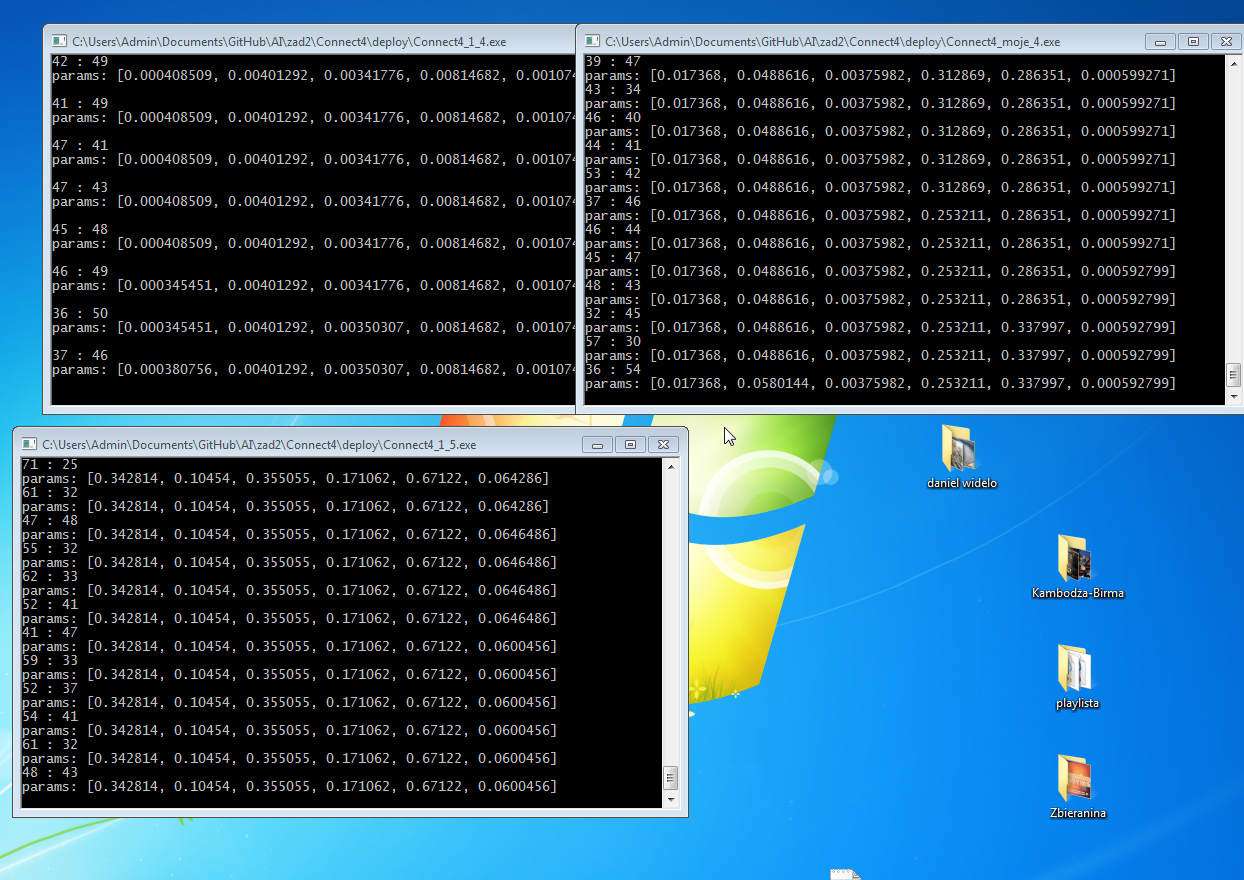 C:\Users\Admin\Documents\GitHub\AI\zad2\Connect4\deploy\Connect4_1_4.exe
42 : 49
params: [0.000408509, 0.00401292, 0.00341776, 0.00814682, 0.001074
41 : 49
params: [0.000408509, 0.00401292, 0.00341776, 0.00814682, 0.001074
47 : 41
params: [0.000408509, 0.00401292, 0.00341776, 0.00814682, 0.001074
47 : 43
params: [0.000408509, 0.00401292, 0.00341776, 0.00814682, 0.001074
45 : 48
params: [0.000408509, 0.00401292, 0.00341776, 0.00814682, 0.001074
46 : 49
params: [0.000345451, 0.00401292, 0.00341776, 0.00814682, 0.001074
36 : 50
params: [0.000345451, 0.00401292, 0.00350307, 0.00814682, 0.001074
37 : 46
params: [0.000380756, 0.00401292, 0.00350307, 0.00814682, 0.001074
C:\Users\Admin\Documents\GitHub\AI\zad2\Connect4\deploy\Connect4_moje_4.exe
39 : 47
params: [0.017368, 0.0488616, 0.00375982, 0.312869, 0.286351, 0.000599271]
43 : 34
params: [0.017368, 0.0488616, 0.00375982, 0.312869, 0.286351, 0.000599271]
46 : 40
params: [0.017368, 0.0488616, 0.00375982, 0.312869, 0.286351, 0.000599271]
44 : 41
params: [0.017368, 0.0488616, 0.00375982, 0.312869, 0.286351, 0.000599271]
53 : 42
params: [0.017368, 0.0488616, 0.00375982, 0.312869, 0.286351, 0.000599271]
37 : 46
params: [0.017368, 0.0488616, 0.00375982, 0.253211, 0.286351, 0.000599271]
46 : 44
params: [0.017368, 0.0488616, 0.00375982, 0.253211, 0.286351, 0.000599271]
45 : 47
params: [0.017368, 0.0488616, 0.00375982, 0.253211, 0.286351, 0.000592799]
48 : 43
params: [0.017368, 0.0488616, 0.00375982, 0.253211, 0.286351, 0.000592799]
32 : 45
params: [0.017368, 0.0488616, 0.00375982, 0.253211, 0.337997, 0.000592799]
57 : 30
params: [0.017368, 0.0488616, 0.00375982, 0.253211, 0.337997, 0.000592799]
36 : 54
params: [0.017368, 0.0580144, 0.00375982, 0.253211, 0.337997, 0.000592799]
C:\Users\Admin\Documents\GitHub\AI\zad2\Connect4\deploy\Connect4_1_5.exe
71 : 25
params: [0.342814, 0.10454, 0.355055, 0.171062, 0.67122, 0.064286]
61 : 32
params: [0.342814, 0.10454, 0.355055, 0.171062, 0.67122, 0.064286]
47 : 48
params: [0.342814, 0.10454, 0.355055, 0.171062, 0.67122, 0.0646486]
55 : 32
params: [0.342814, 0.10454, 0.355055, 0.171062, 0.67122, 0.0646486]
62 : 33
params: [0.342814, 0.10454, 0.355055, 0.171062, 0.67122, 0.0646486]
52 : 41
params: [0.342814, 0.10454, 0.355055, 0.171062, 0.67122, 0.0646486]
41 : 47
params: [0.342814, 0.10454, 0.355055, 0.171062, 0.67122, 0.0600456]
59 : 33
params: [0.342814, 0.10454, 0.355055, 0.171062, 0.67122, 0.0600456]
52 : 37
params: [0.342814, 0.10454, 0.355055, 0.171062, 0.67122, 0.0600456]
54 : 41
params: [0.342814, 0.10454, 0.355055, 0.171062, 0.67122, 0.0600456]
61 : 32
params: [0.342814, 0.10454, 0.355055, 0.171062, 0.67122, 0.0600456]
48 : 43
params: [0.342814, 0.10454, 0.355055, 0.171062, 0.67122, 0.0600456]
daniel widelo
Kambodża-Birma
playlista
Zbieranina